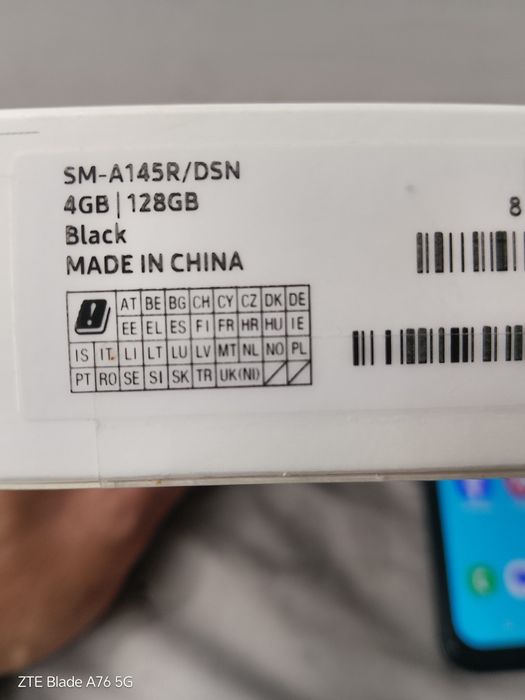 SM-A145R/DSN
4GB | 128GB
8
Black
MADE IN CHINA
AT BE BG CH CY CZ DK DE
EE EL ES FI FR HR HU IE
IS IT LI LT LU LV MT NL NO PL
PT RO SE SI SK TR UK(NI)
ZTE Blade A76 5G